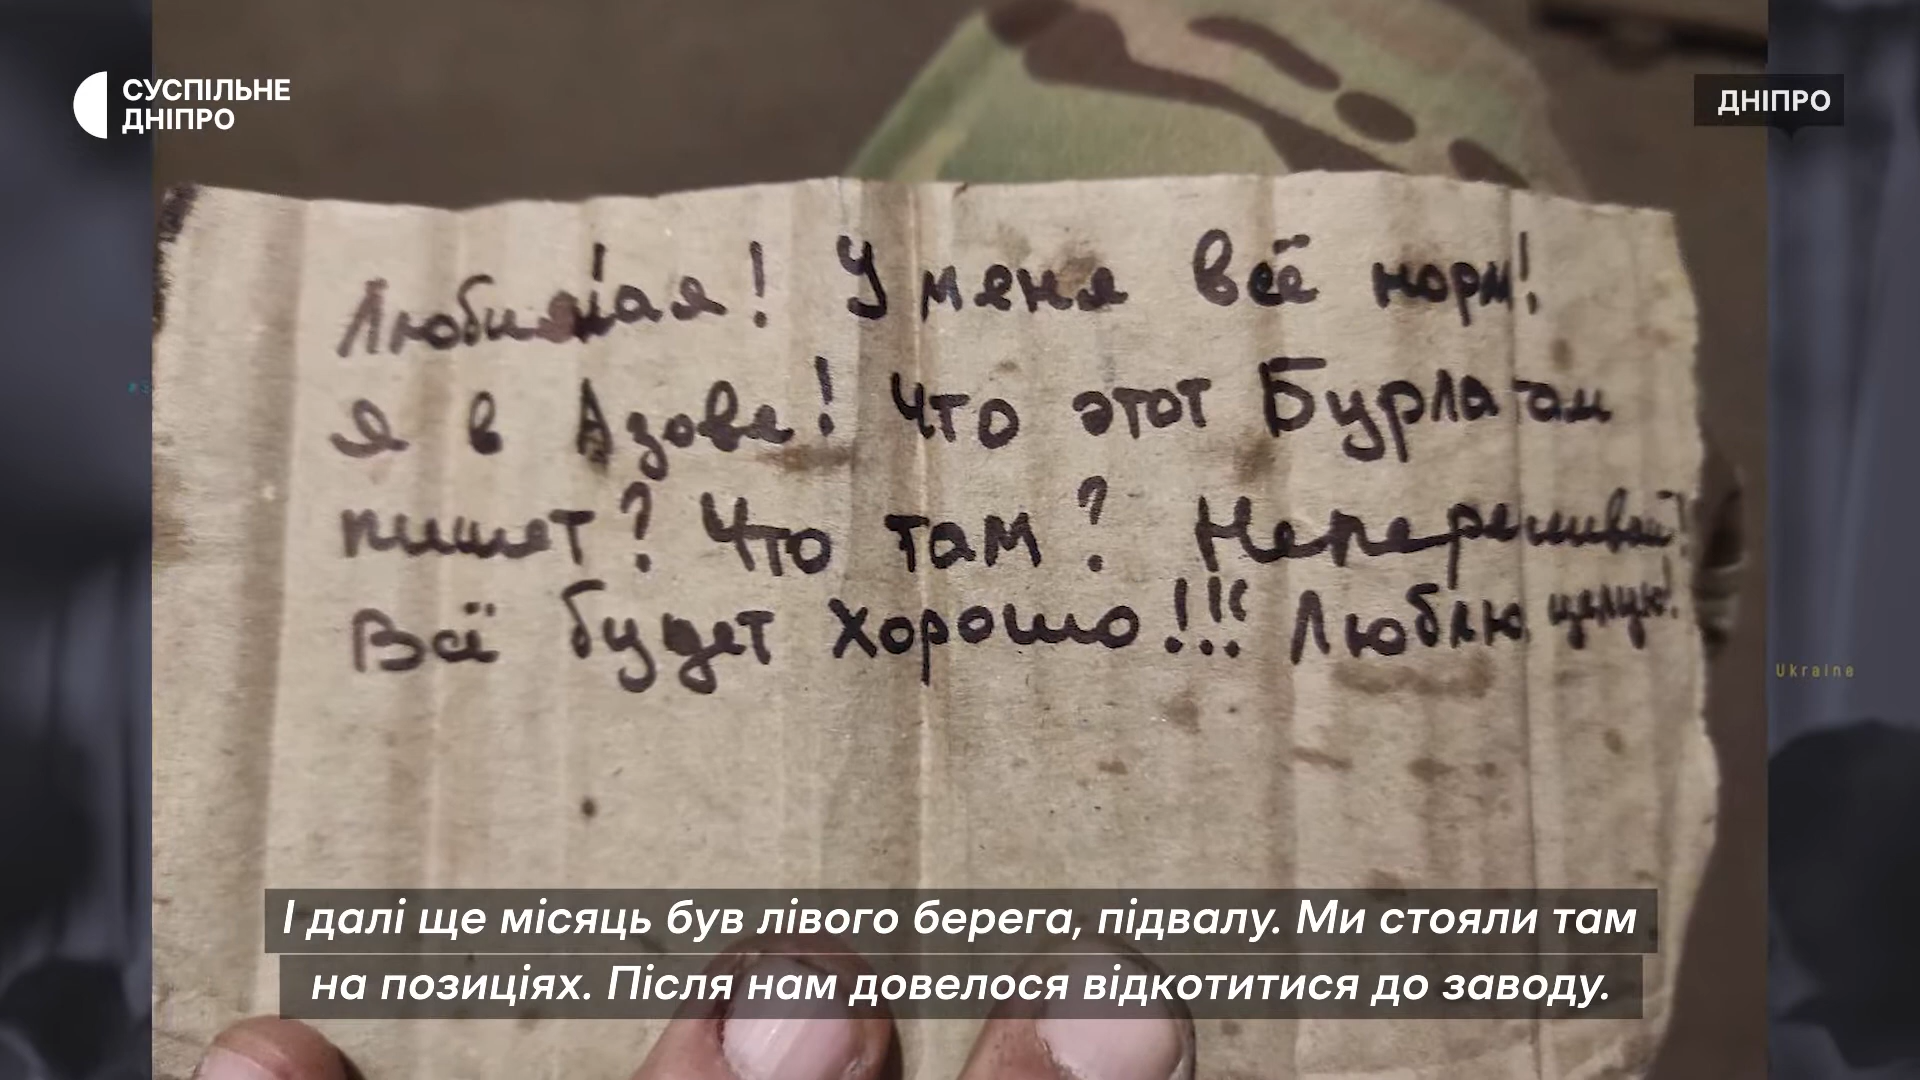 СУСПІЛЬНЕ
ДНІПРО
ДНІПРО
Любимая! У меня всё норм!
Я в Азове! Что этот Бурла там
пишет? Что там? Непереживай!
Всё будет хорошо!!! Люблю целую!
Ukraine
І далі ще місяць був лівого берега, підвалу. Ми стояли там
на позиціях. Після нам довелося відкотитися до заводу.